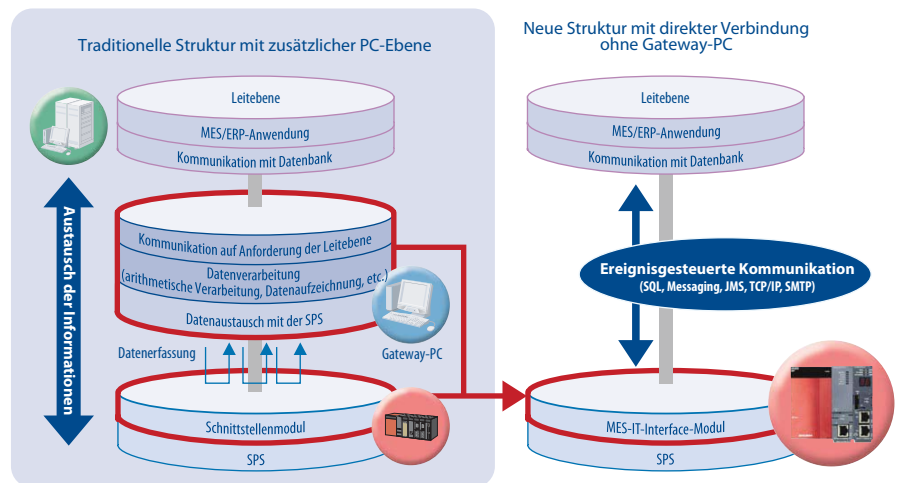 Traditionelle Struktur mit zusätzlicher PC-Ebene
Leitebene
MES/ERP-Anwendung
Kommunikation mit Datenbank
Austausch der Informationen
Kommunikation auf Anforderung der Leitebene
Datenverarbeitung
(arithmetische Verarbeitung, Datenaufzeichnung, etc.)
Datenaustausch mit der SPS
Datenerfassung
Gateway-PC
Schnittstellenmodul
SPS
Neue Struktur mit direkter Verbindung
ohne Gateway-PC
Leitebene
MES/ERP-Anwendung
Kommunikation mit Datenbank
Ereignisgesteuerte Kommunikation
(SQL, Messaging, JMS, TCP/IP, SMTP)
MES-IT-Interface-Modul
SPS